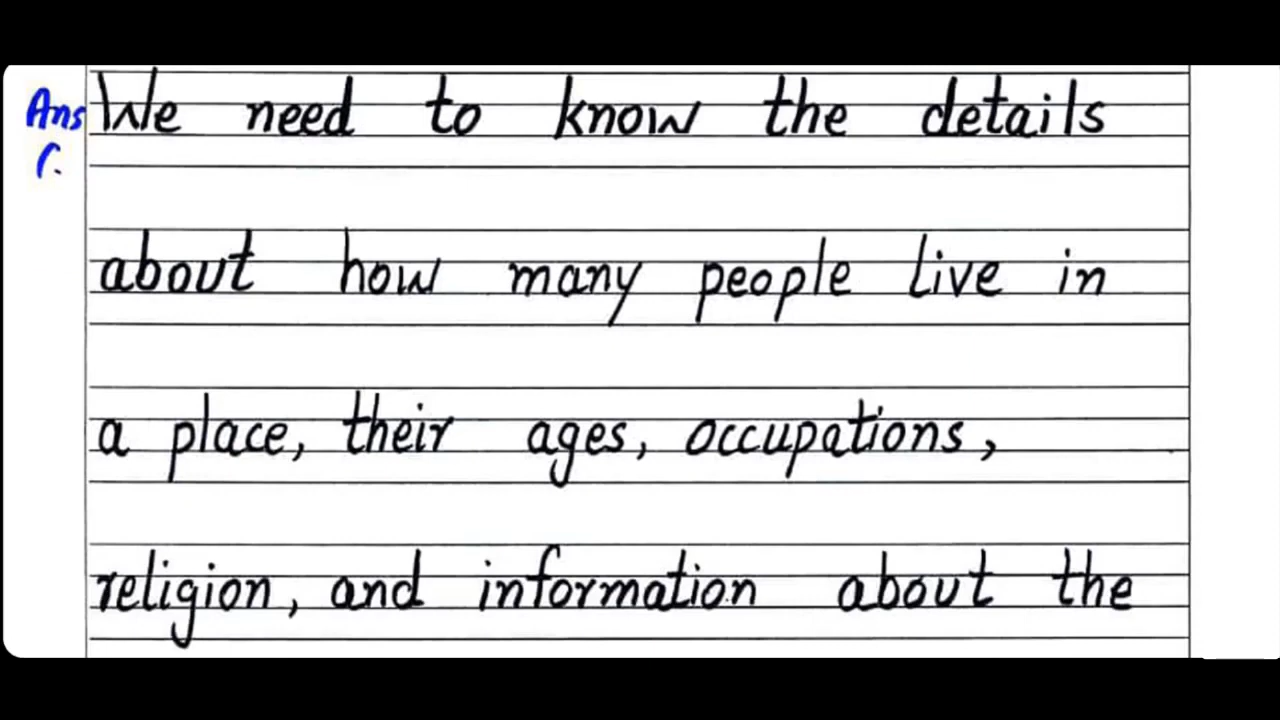 Ans We need to know the details
about how many people live in
a place, their ages, occupations,
religion, and information about the